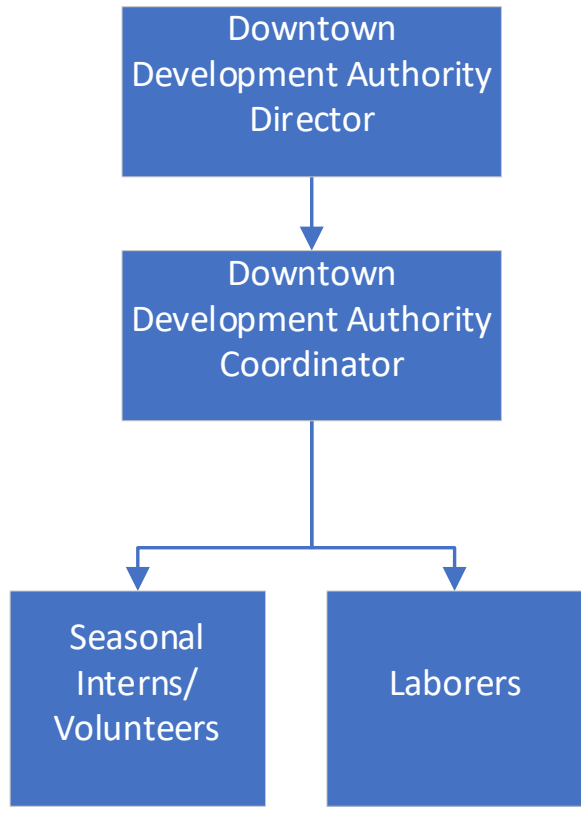 Downtown
Development Authority
Director
Downtown
Development Authority
Coordinator
Seasonal
Interns/
Volunteers
Laborers